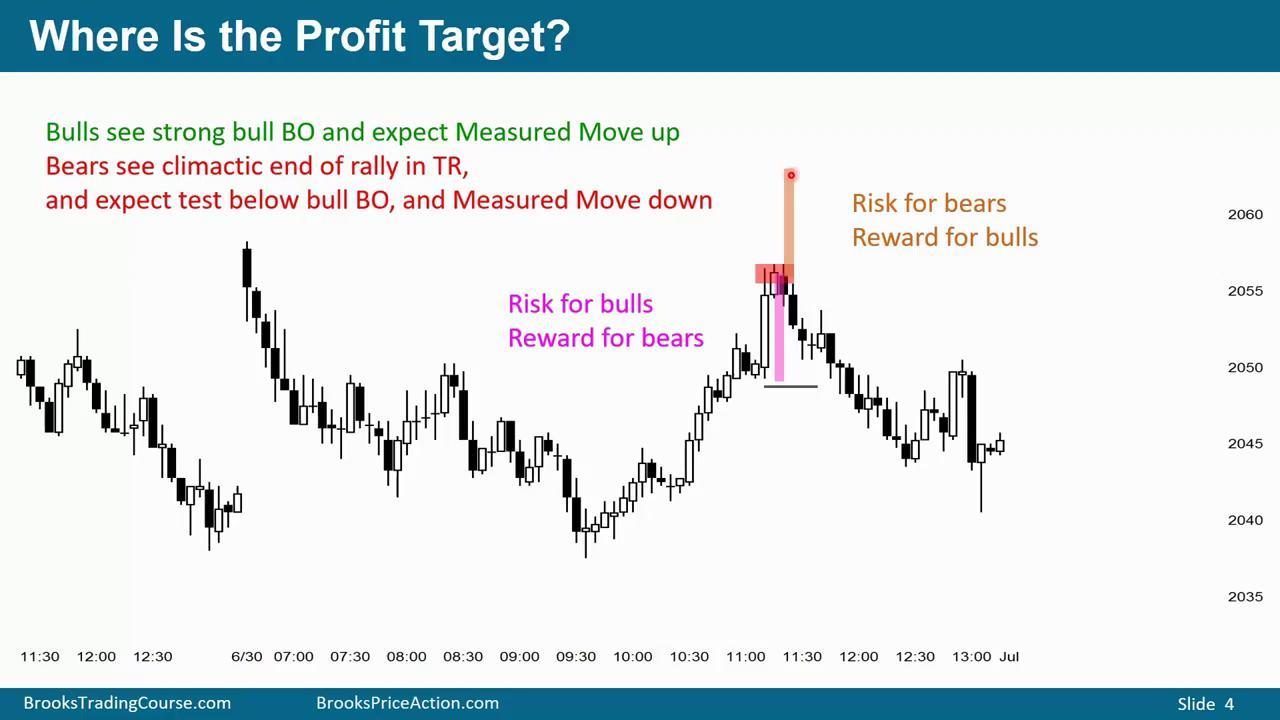 Where Is the Profit Target?
Bulls see strong bull BO and expect Measured Move up
Bears see climactic end of rally in TR,
and expect test below bull BO, and Measured Move down
Risk for bears
Reward for bulls
Risk for bulls
Reward for bears
2060
2055
2050
2045
2040
2035
11:30 12:00 12:30 6/30 07:00 07:30 08:00 08:30 09:00 09:30 10:00 10:30 11:00 11:30 12:00 12:30 13:00 Jul
BrooksTradingCourse.com BrooksPriceAction.com Slide 4